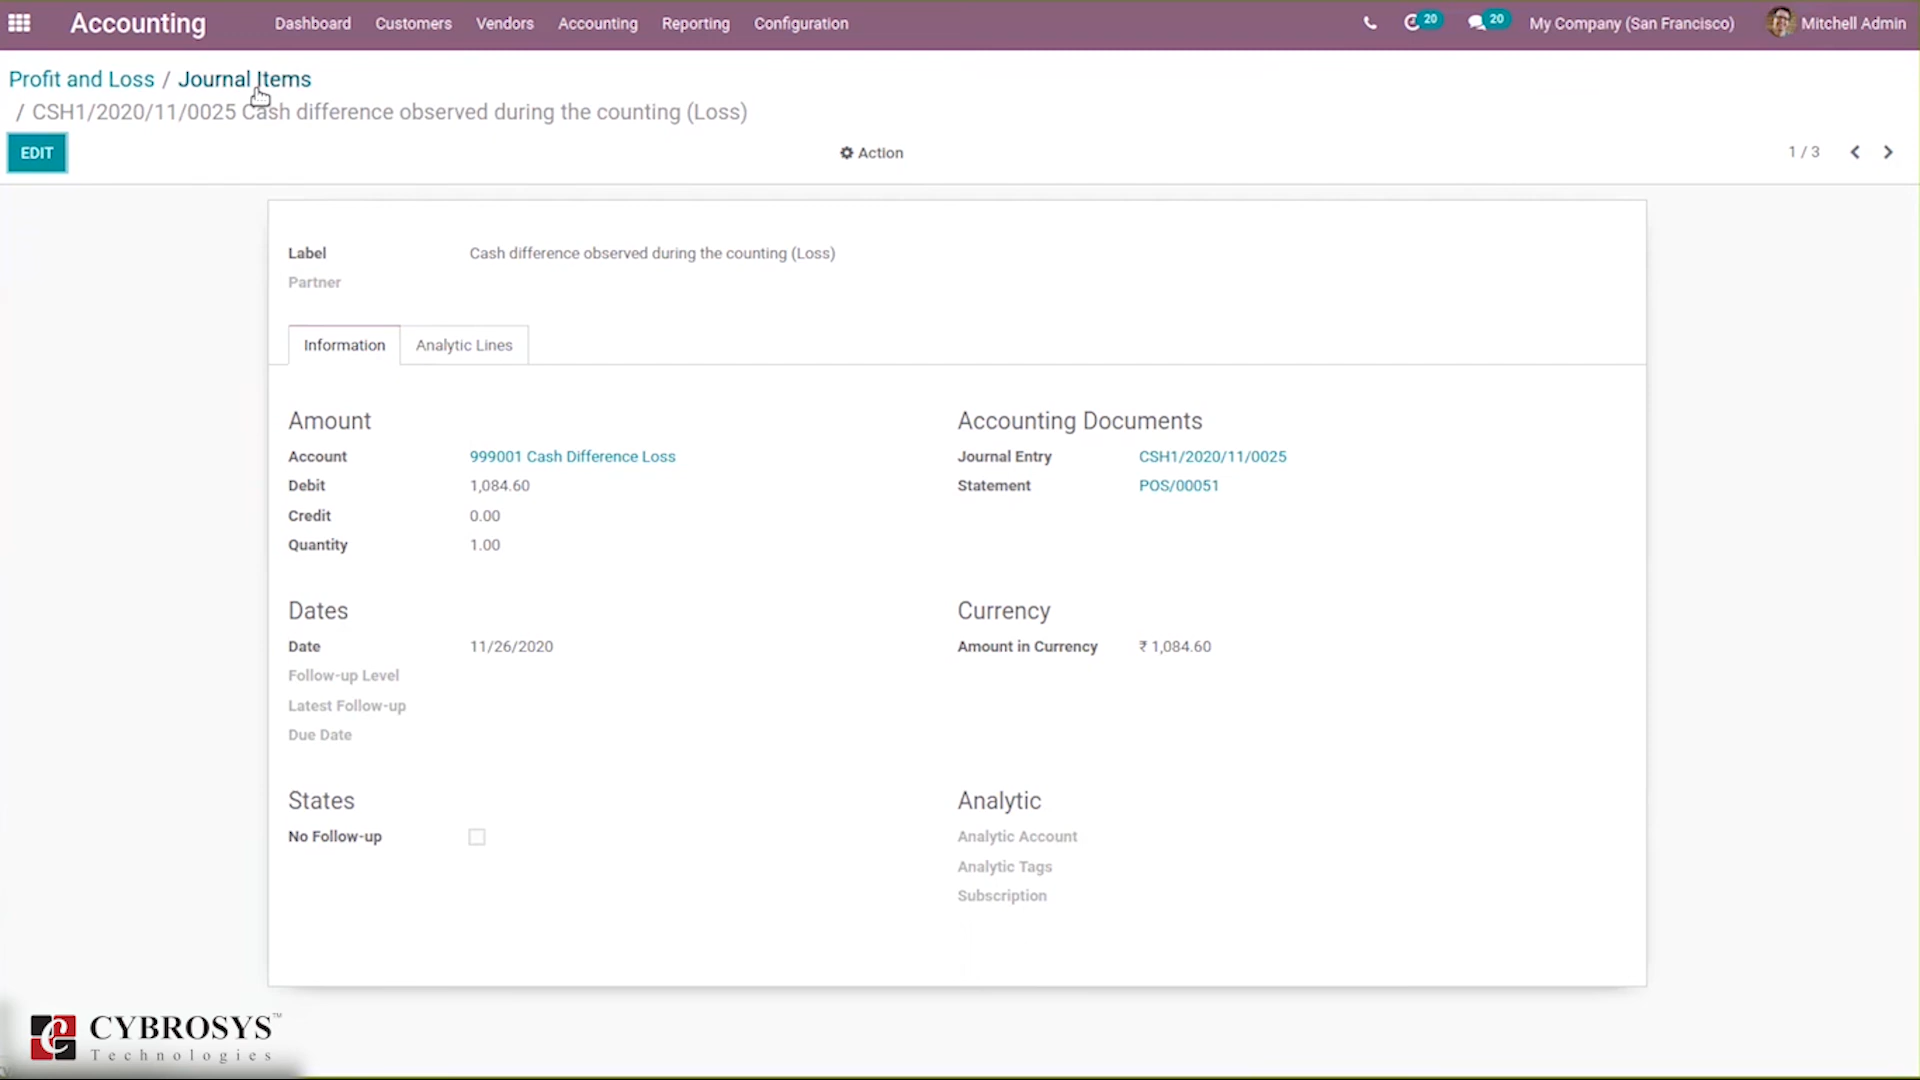 Accounting Dashboard Customers Vendors Accounting Reporting Configuration 20 20 My Company (San Francisco) Mitchell Admin
Profit and Loss / Journal Items
/ CSH1/2020/11/0025 Cash difference observed during the counting (Loss)
EDIT Action 1 / 3
Label Cash difference observed during the counting (Loss)
Partner
Information Analytic Lines
Amount Accounting Documents
Account 999001 Cash Difference Loss Journal Entry CSH1/2020/11/0025
Debit 1,084.60 Statement POS/00051
Credit 0.00
Quantity 1.00
Dates Currency
Date 11/26/2020 Amount in Currency ₹ 1,084.60
Follow-up Level
Latest Follow-up
Due Date
States Analytic
No Follow-up Analytic Account
Analytic Tags
Subscription
CYBROSYS™
Technologies